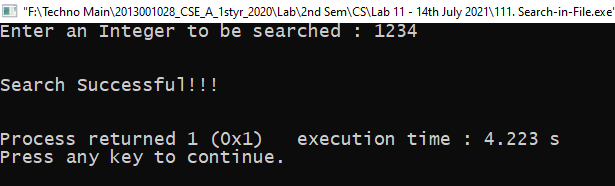 "F:\Techno Main\2013001028_CSE_A_1styr_2020\Lab\2nd Sem\CS\Lab 11 - 14th July 2021\111. Search-in-File.exe"
Enter an Integer to be searched : 1234
Search Successful!!!
Process returned 1 (0x1)   execution time : 4.223 s
Press any key to continue.